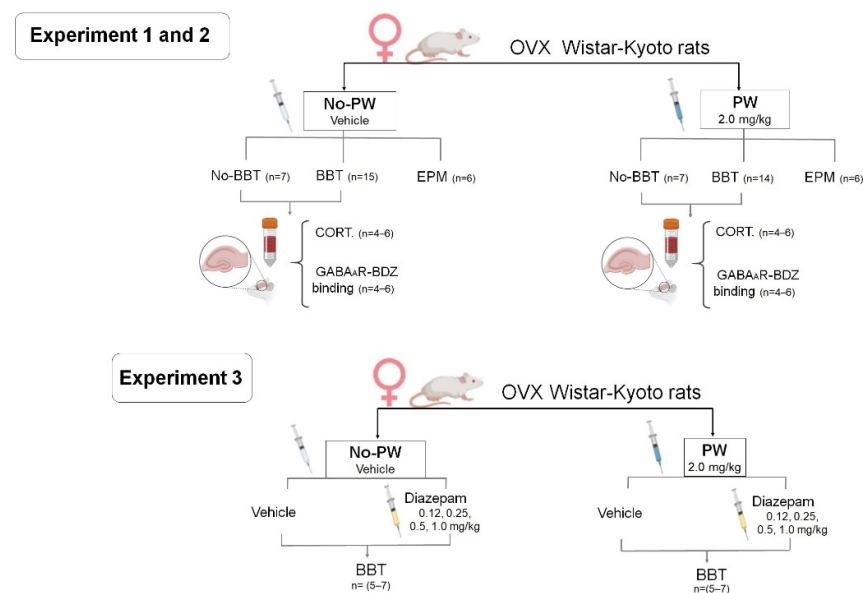 Experiment 1 and 2
OVX Wistar-Kyoto rats
No-PW
Vehicle
PW
2.0 mg/kg
No-BBT (n=7) BBT (n=15) EPM (n=6)
No-BBT (n=7) BBT (n=14) EPM (n=6)
CORT. (n=4–6)
GABAAR-BDZ
binding (n=4–6)
CORT. (n=4–6)
GABAAR-BDZ
binding (n=4–6)
Experiment 3
OVX Wistar-Kyoto rats
No-PW
Vehicle
PW
2.0 mg/kg
Vehicle
Diazepam
0.12, 0.25,
0.5, 1.0 mg/kg
Vehicle
Diazepam
0.12, 0.25,
0.5, 1.0 mg/kg
BBT
n= (5–7)
BBT
n=(5–7)